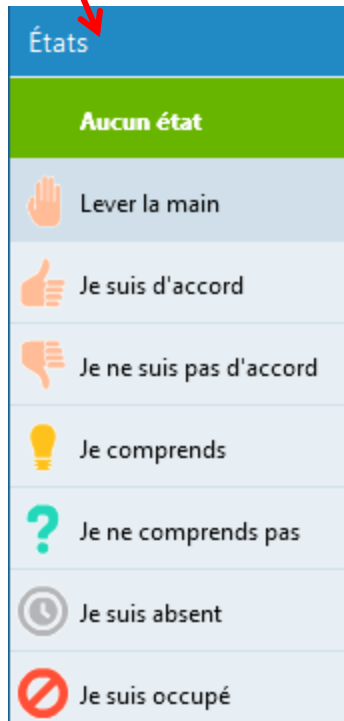 États
Aucun état
Lever la main
Je suis d'accord
Je ne suis pas d'accord
Je comprends
Je ne comprends pas
Je suis absent
Je suis occupé